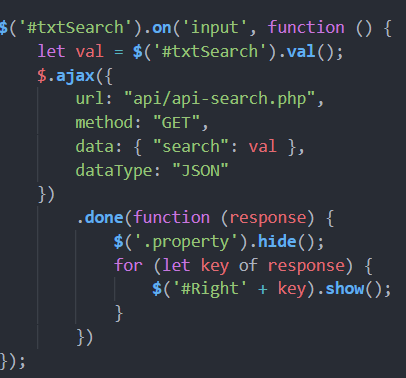 $('#txtSearch').on('input', function () {
    let val = $('#txtSearch').val();
    $.ajax({
        url: "api/api-search.php",
        method: "GET",
        data: { "search": val },
        dataType: "JSON"
    })
        .done(function (response) {
            $('.property').hide();
            for (let key of response) {
                $('#Right' + key).show();
            }
        })
});